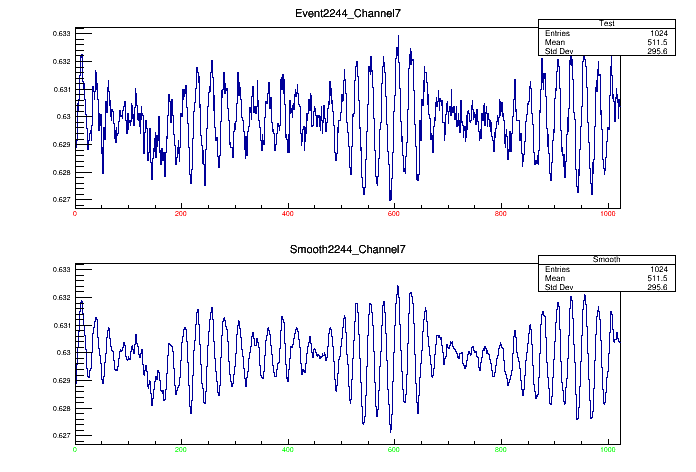 Event2244_Channel7
Test
Entries 1024
Mean 511.5
Std Dev 295.6
0.633
0.632
0.631
0.63
0.629
0.628
0.627
0 200 400 600 800 1000
Smooth2244_Channel7
Smooth
Entries 1024
Mean 511.5
Std Dev 295.6
0.633
0.632
0.631
0.63
0.629
0.628
0.627
0 200 400 600 800 1000